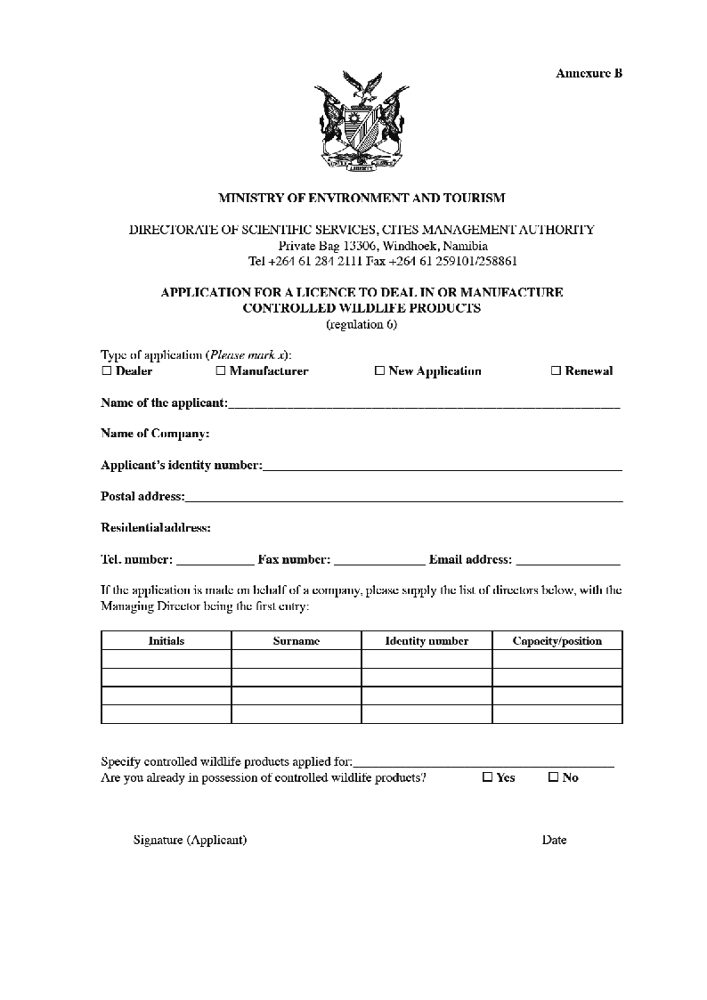 Annexure B
UNITY LIBERTY JUSTICE
MINISTRY OF ENVIRONMENT AND TOURISM
DIRECTORATE OF SCIENTIFIC SERVICES, CITES MANAGEMENT AUTHORITY
Private Bag 13306, Windhoek, Namibia
Tel +264 61 284 2111 Fax +264 61 259101/258861
APPLICATION FOR A LICENCE TO DEAL IN OR MANUFACTURE
CONTROLLED WILDLIFE PRODUCTS
(regulation 6)
Type of application (Please mark x):
☐ Dealer ☐ Manufacturer ☐ New Application ☐ Renewal
Name of the applicant:
Name of Company:
Applicant’s identity number:
Postal address:
Residential address:
Tel. number: ____________ Fax number: ______________ Email address: ________________
If the application is made on behalf of a company, please supply the list of directors below, with the
Managing Director being the first entry:
Initials Surname Identity number Capacity/position
Specify controlled wildlife products applied for:
Are you already in possession of controlled wildlife products? ☐ Yes ☐ No
Signature (Applicant) Date